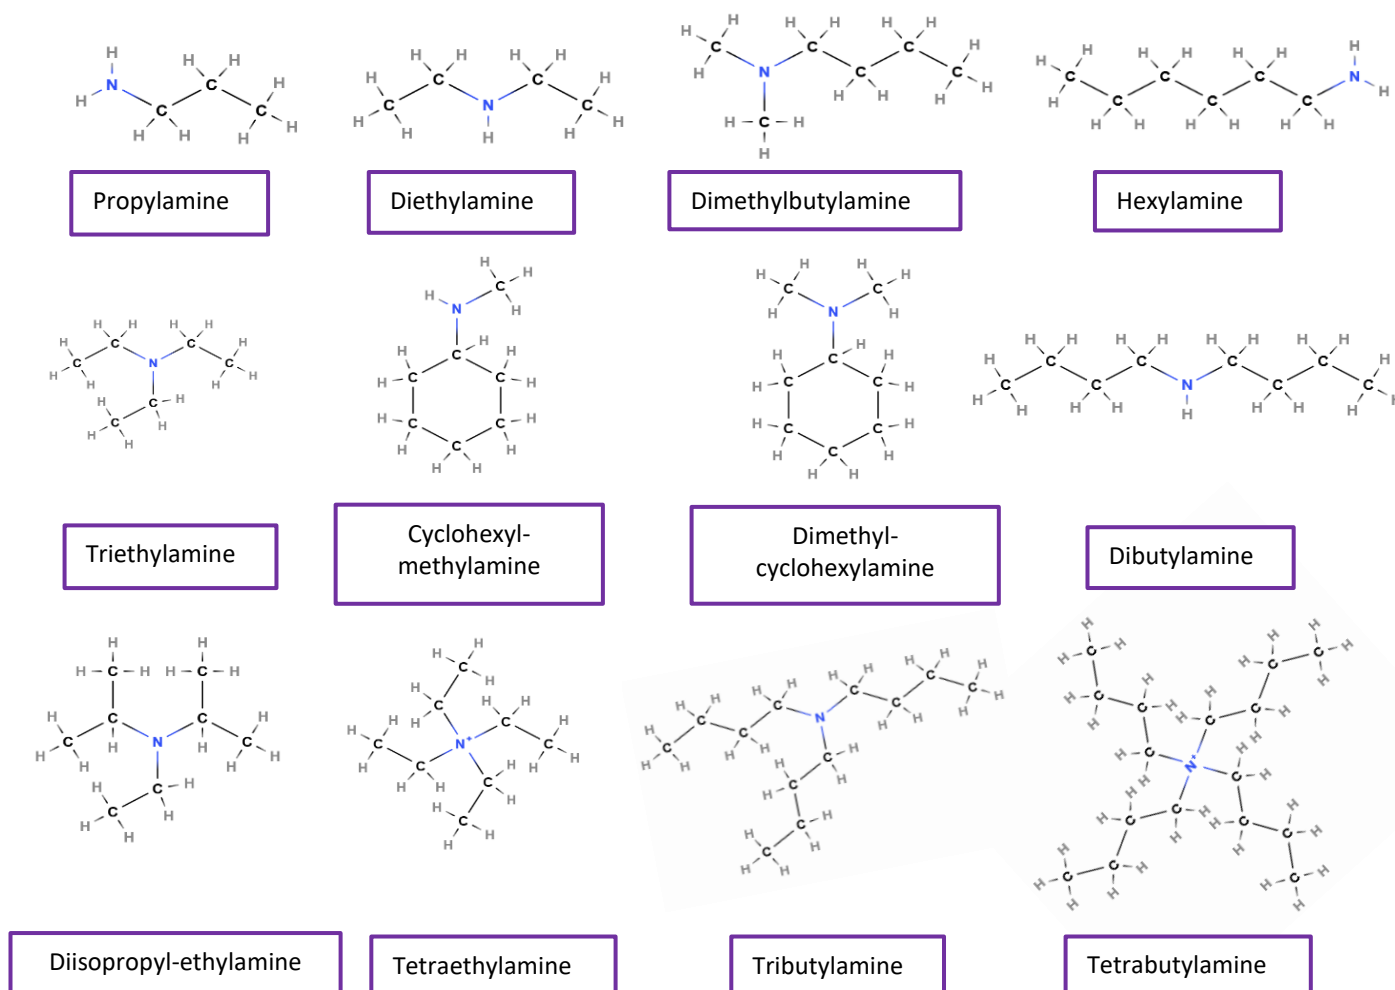 Propylamine
Diethylamine
Dimethylbutylamine
Hexylamine
Triethylamine
Cyclohexyl-
methylamine
Dimethyl-
cyclohexylamine
Dibutylamine
Diisopropyl-ethylamine
Tetraethylamine
Tributylamine
Tetrabutylamine